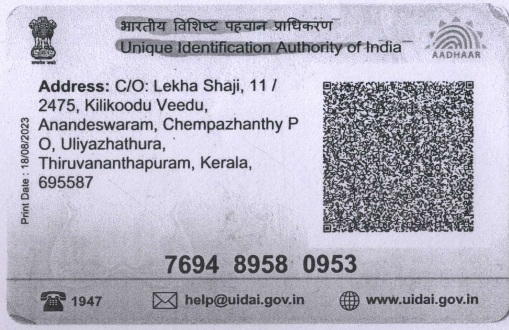 भारतीय विशिष्ट पहचान प्राधिकरण
Unique Identification Authority of India
AADHAAR
Address: C/O: Lekha Shaji, 11 /
2475, Kilikoodu Veedu,
Anandeswaram, Chempazhanthy P
O, Uliyazhathura,
Thiruvananthapuram, Kerala,
695587
Print Date : 18/08/2023
7694 8958 0953
1947
help@uidai.gov.in
www.uidai.gov.in